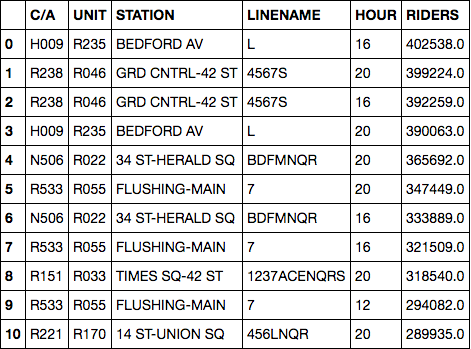 C/A UNIT STATION LINENAME HOUR RIDERS
0 H009 R235 BEDFORD AV L 16 402538.0
1 R238 R046 GRD CNTRL-42 ST 4567S 20 399224.0
2 R238 R046 GRD CNTRL-42 ST 4567S 16 392259.0
3 H009 R235 BEDFORD AV L 20 390063.0
4 N506 R022 34 ST-HERALD SQ BDFMNQR 20 365692.0
5 R533 R055 FLUSHING-MAIN 7 20 347449.0
6 N506 R022 34 ST-HERALD SQ BDFMNQR 16 333889.0
7 R533 R055 FLUSHING-MAIN 7 16 321509.0
8 R151 R033 TIMES SQ-42 ST 1237ACENQRS 20 318540.0
9 R533 R055 FLUSHING-MAIN 7 12 294082.0
10 R221 R170 14 ST-UNION SQ 456LNQR 20 289935.0